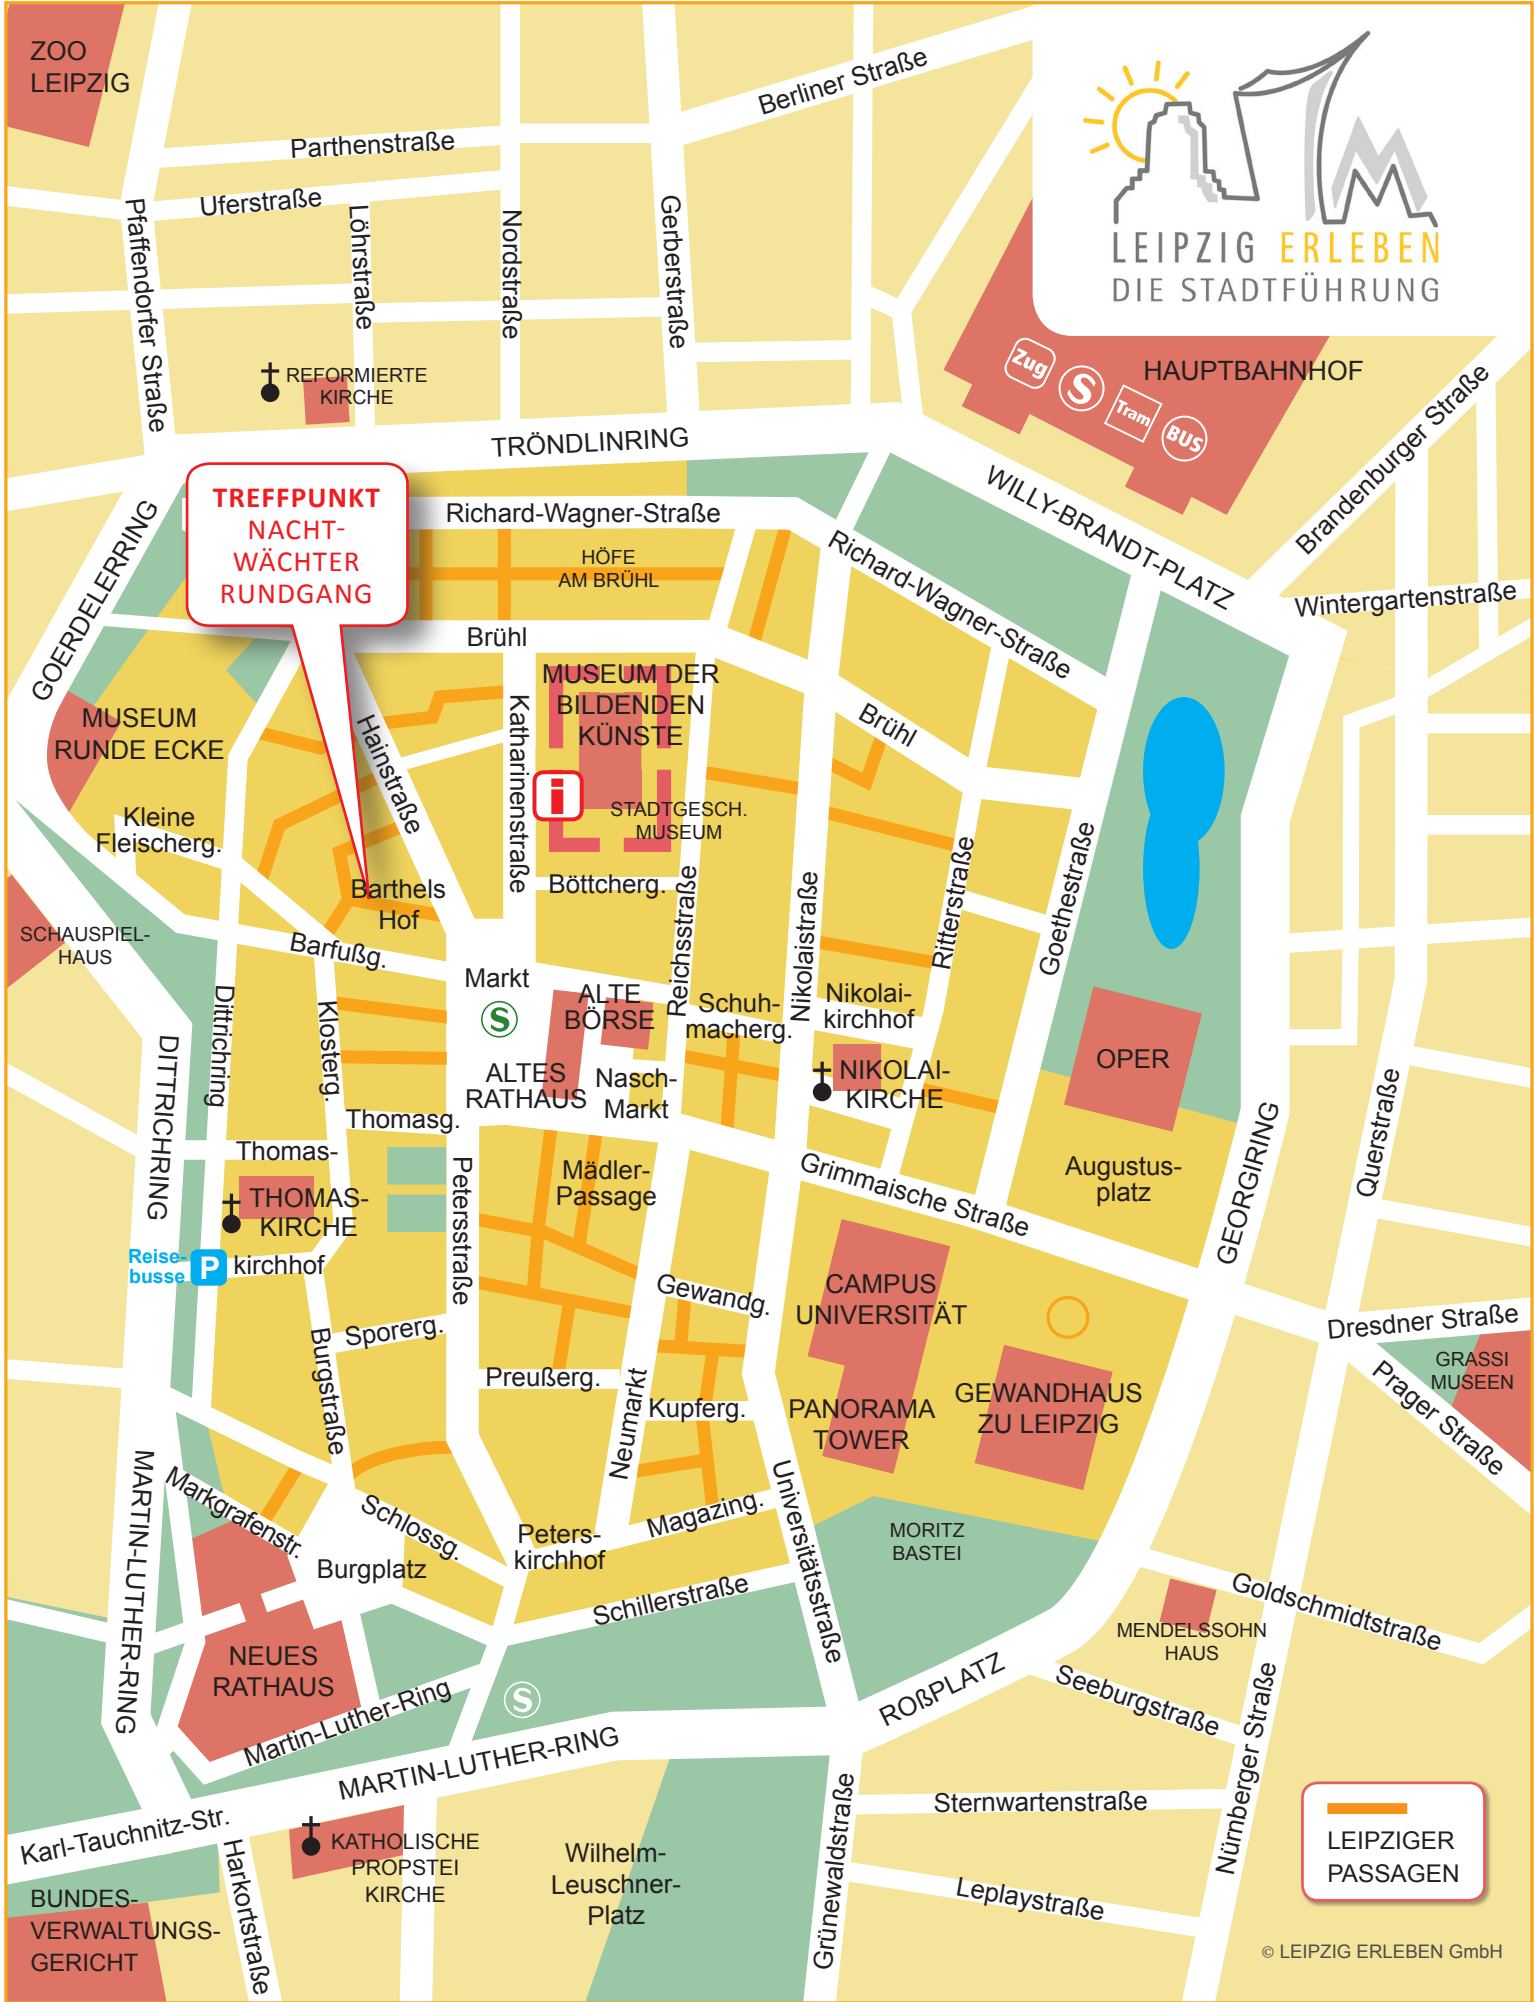 ZOO
LEIPZIG
Berliner Straße
Parthenstraße
Uferstraße
Pfaffendorfer Straße
Löhrstraße
Nordstraße
Gerberstraße
LEIPZIG ERLEBEN
DIE STADTFÜHRUNG
REFORMIERTE
KIRCHE
Zug
S
Tram
BUS
HAUPTBAHNHOF
TRÖNDLINRING
WILLY-BRANDT-PLATZ
Brandenburger Straße
Wintergartenstraße
GOERDELERRING
TREFFPUNKT
NACHT-
WÄCHTER
RUNDGANG
Richard-Wagner-Straße
HÖFE
AM BRÜHL
Richard-Wagner-Straße
Brühl
MUSEUM DER
BILDENDEN
KÜNSTE
Brühl
MUSEUM
RUNDE ECKE
Hainstraße
Katharinenstraße
i
STADTGESCH.
MUSEUM
Kleine
Fleischerg.
Böttcherg.
Barthels
Hof
Reichsstraße
Nikolaistraße
Ritterstraße
Goethestraße
SCHAUSPIEL-
HAUS
Barfußg.
Markt
S
ALTE
BÖRSE
Schuh-
macherg.
Nikolai-
kirchhof
Dittrichring
Klosterg.
DITTRICHRING
ALTES
RATHAUS
Nasch-
Markt
NIKOLAI-
KIRCHE
OPER
Thomasg.
Thomas-
THOMAS-
KIRCHE
Reise-
busse
P
kirchhof
Petersstraße
Mädler-
Passage
Grimmaische Straße
Augustus-
platz
GEORGIRING
Querstraße
Gewandg.
CAMPUS
UNIVERSITÄT
Sporerg.
Burgstraße
Preußerg.
Neumarkt
Kupferg.
PANORAMA
TOWER
GEWANDHAUS
ZU LEIPZIG
Dresdner Straße
GRASSI
MUSEEN
Prager Straße
MARTIN-LUTHER-RING
Markgrafenstr.
Schlossg.
Peters-
kirchhof
Magazing.
Universitätsstraße
MORITZ
BASTEI
Burgplatz
Schillerstraße
Goldschmidtstraße
MENDELSSOHN
HAUS
NEUES
RATHAUS
Martin-Luther-Ring
S
ROßPLATZ
Seeburgstraße
Nürnberger Straße
MARTIN-LUTHER-RING
Karl-Tauchnitz-Str.
Harkortstraße
KATHOLISCHE
PROPSTEI
KIRCHE
Wilhelm-
Leuschner-
Platz
Grünewaldstraße
Sternwartenstraße
Leplaystraße
BUNDES-
VERWALTUNGS-
GERICHT
LEIPZIGER
PASSAGEN
© LEIPZIG ERLEBEN GmbH